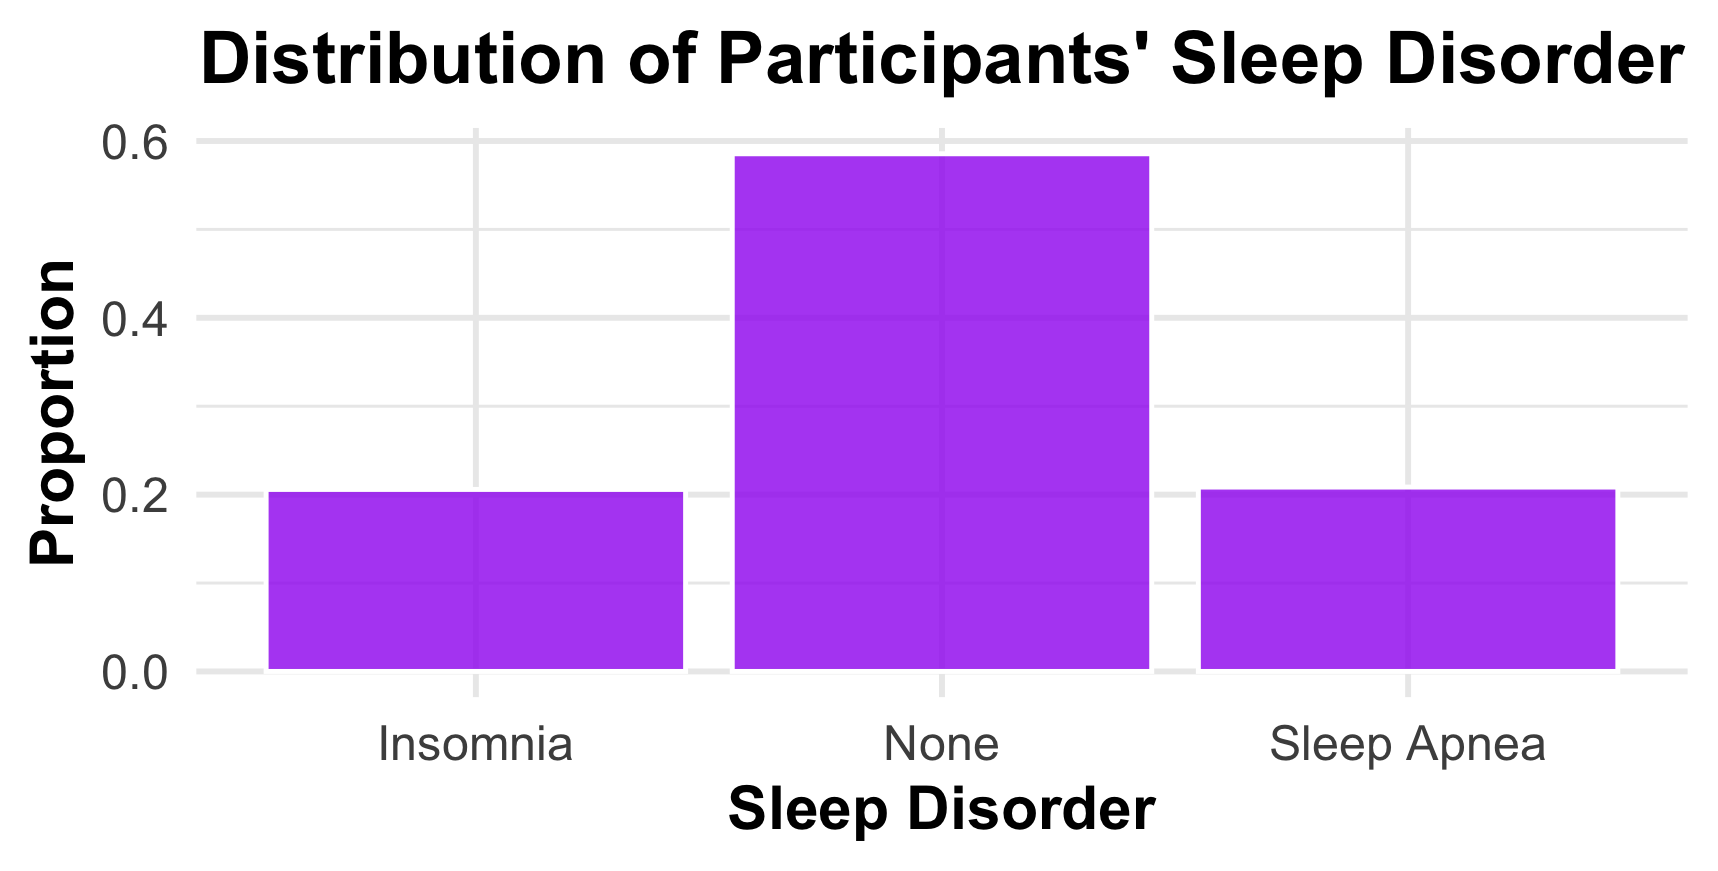 Distribution of Participants' Sleep Disorder
Proportion
0.6
0.4
0.2
0.0
Insomnia None Sleep Apnea
Sleep Disorder